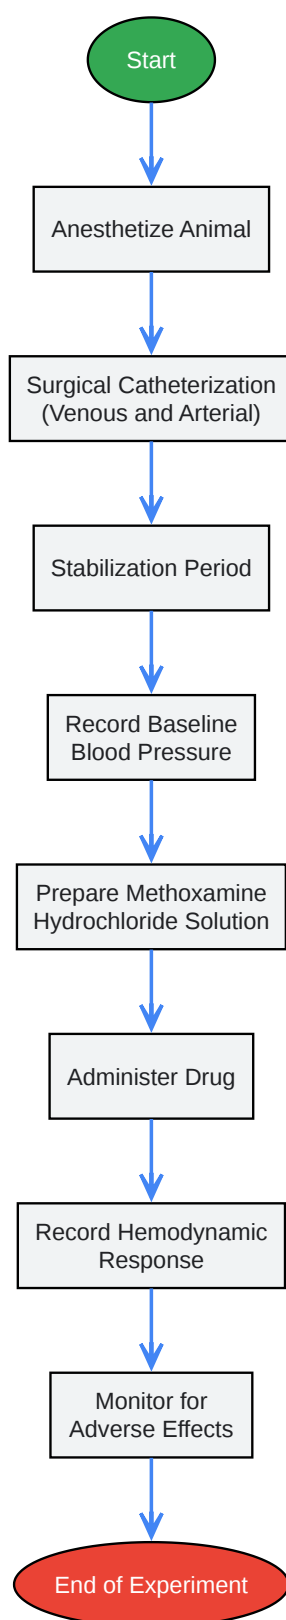 Start
Anesthetize Animal
Surgical Catheterization
(Venous and Arterial)
Stabilization Period
Record Baseline
Blood Pressure
Prepare Methoxamine
Hydrochloride Solution
Administer Drug
Record Hemodynamic
Response
Monitor for
Adverse Effects
End of Experiment